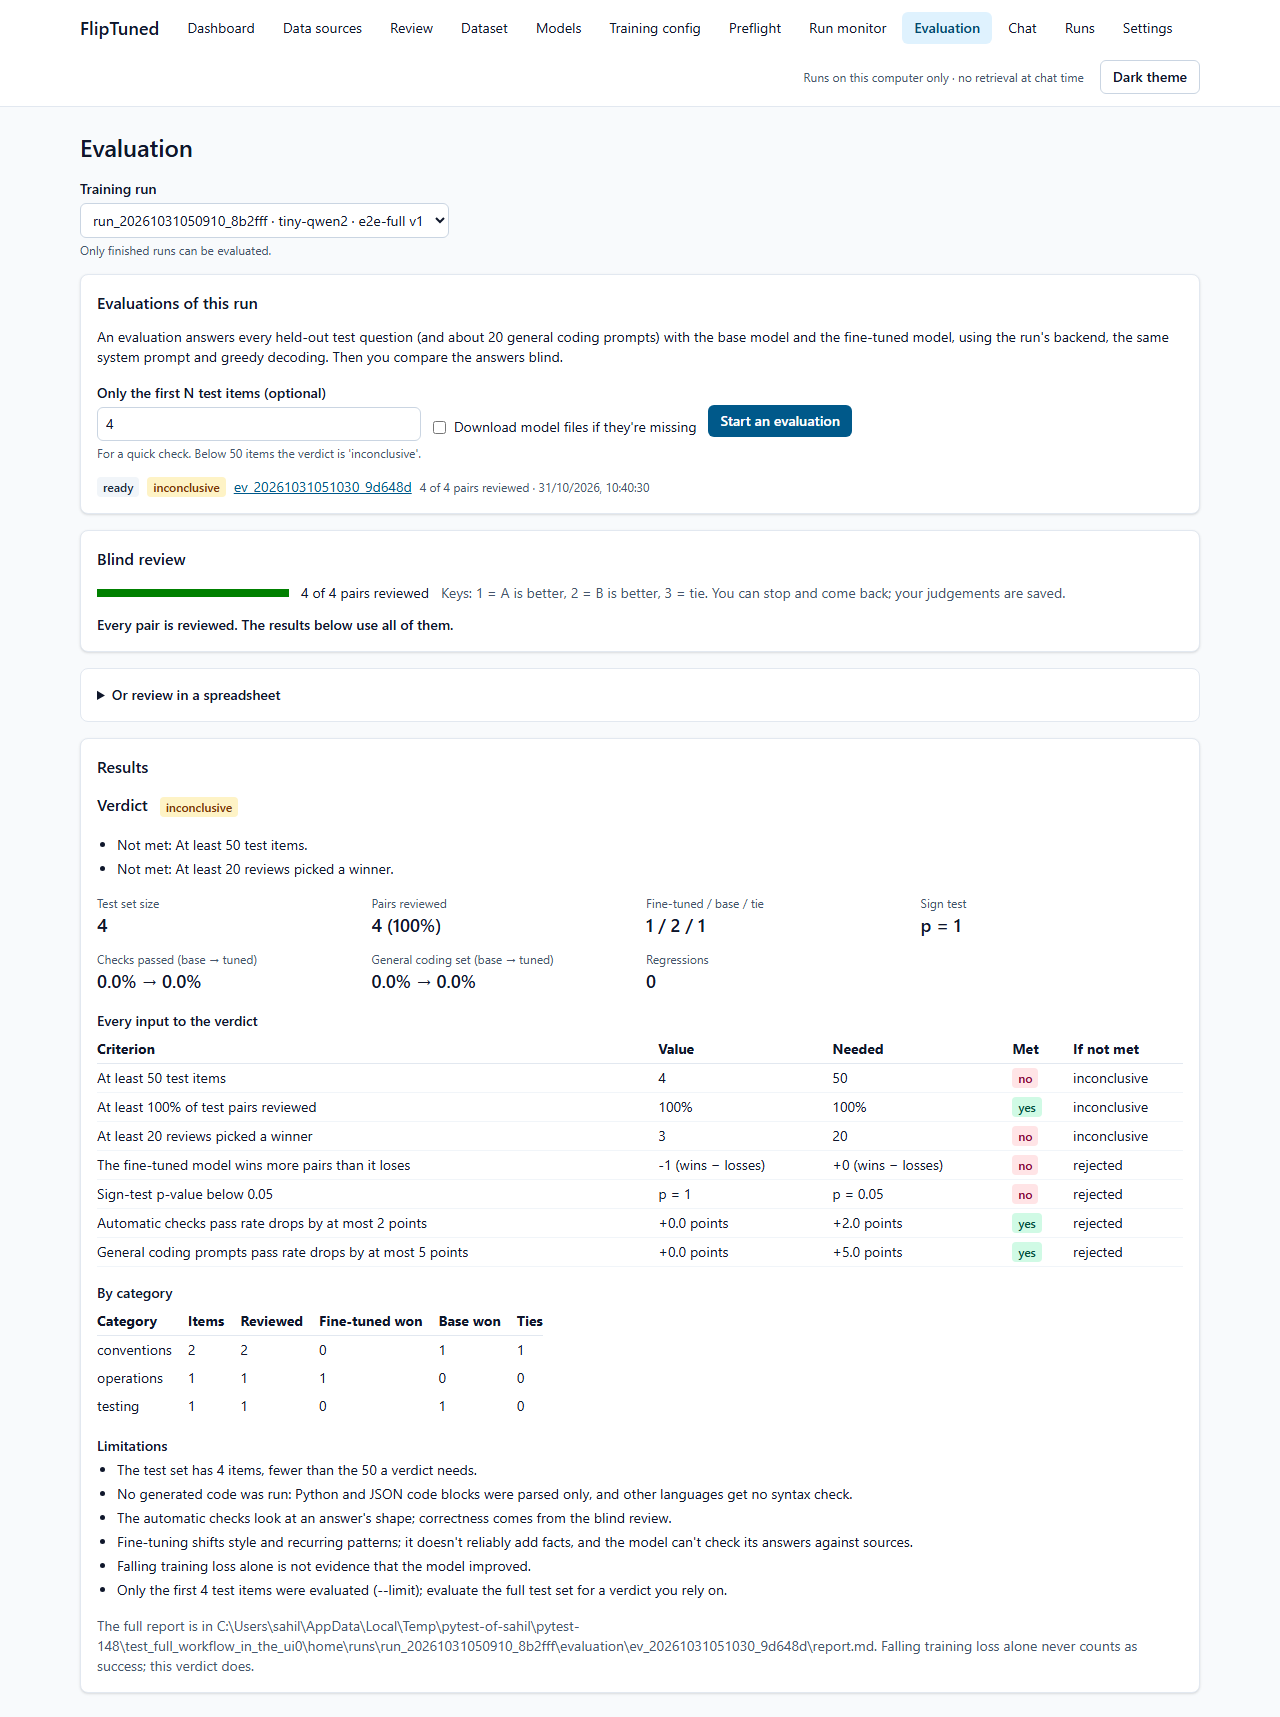 FlipTuned Dashboard Data sources Review Dataset Models Training config Preflight Run monitor Evaluation Chat Runs Settings
Runs on this computer only · no retrieval at chat time Dark theme
Evaluation
Training run
run_20261031050910_8b2fff · tiny-qwen2 · e2e-full v1
Only finished runs can be evaluated.
Evaluations of this run
An evaluation answers every held-out test question (and about 20 general coding prompts) with the base model and the fine-tuned model, using the run's backend, the same
system prompt and greedy decoding. Then you compare the answers blind.
Only the first N test items (optional)
4 Download model files if they're missing Start an evaluation
For a quick check. Below 50 items the verdict is 'inconclusive'.
ready inconclusive ev_20261031051030_9d648d 4 of 4 pairs reviewed · 31/10/2026, 10:40:30
Blind review
4 of 4 pairs reviewed Keys: 1 = A is better, 2 = B is better, 3 = tie. You can stop and come back; your judgements are saved.
Every pair is reviewed. The results below use all of them.
Or review in a spreadsheet
Results
Verdict inconclusive
• Not met: At least 50 test items.
• Not met: At least 20 reviews picked a winner.
Test set size Pairs reviewed Fine-tuned / base / tie Sign test
4 4 (100%) 1 / 2 / 1 p = 1
Checks passed (base → tuned) General coding set (base → tuned) Regressions
0.0% → 0.0% 0.0% → 0.0% 0
Every input to the verdict
Criterion Value Needed Met If not met
At least 50 test items 4 50 no inconclusive
At least 100% of test pairs reviewed 100% 100% yes inconclusive
At least 20 reviews picked a winner 3 20 no inconclusive
The fine-tuned model wins more pairs than it loses -1 (wins − losses) +0 (wins − losses) no rejected
Sign-test p-value below 0.05 p = 1 p = 0.05 no rejected
Automatic checks pass rate drops by at most 2 points +0.0 points +2.0 points yes rejected
General coding prompts pass rate drops by at most 5 points +0.0 points +5.0 points yes rejected
By category
Category Items Reviewed Fine-tuned won Base won Ties
conventions 2 2 0 1 1
operations 1 1 1 0 0
testing 1 1 0 1 0
Limitations
• The test set has 4 items, fewer than the 50 a verdict needs.
• No generated code was run: Python and JSON code blocks were parsed only, and other languages get no syntax check.
• The automatic checks look at an answer's shape; correctness comes from the blind review.
• Fine-tuning shifts style and recurring patterns; it doesn't reliably add facts, and the model can't check its answers against sources.
• Falling training loss alone is not evidence that the model improved.
• Only the first 4 test items were evaluated (--limit); evaluate the full test set for a verdict you rely on.
The full report is in C:\Users\sahil\AppData\Local\Temp\pytest-of-sahil\pytest-
148\test_full_workflow_in_the_ui0\home\runs\run_20261031050910_8b2fff\evaluation\ev_20261031051030_9d648d\report.md. Falling training loss alone never counts as
success; this verdict does.